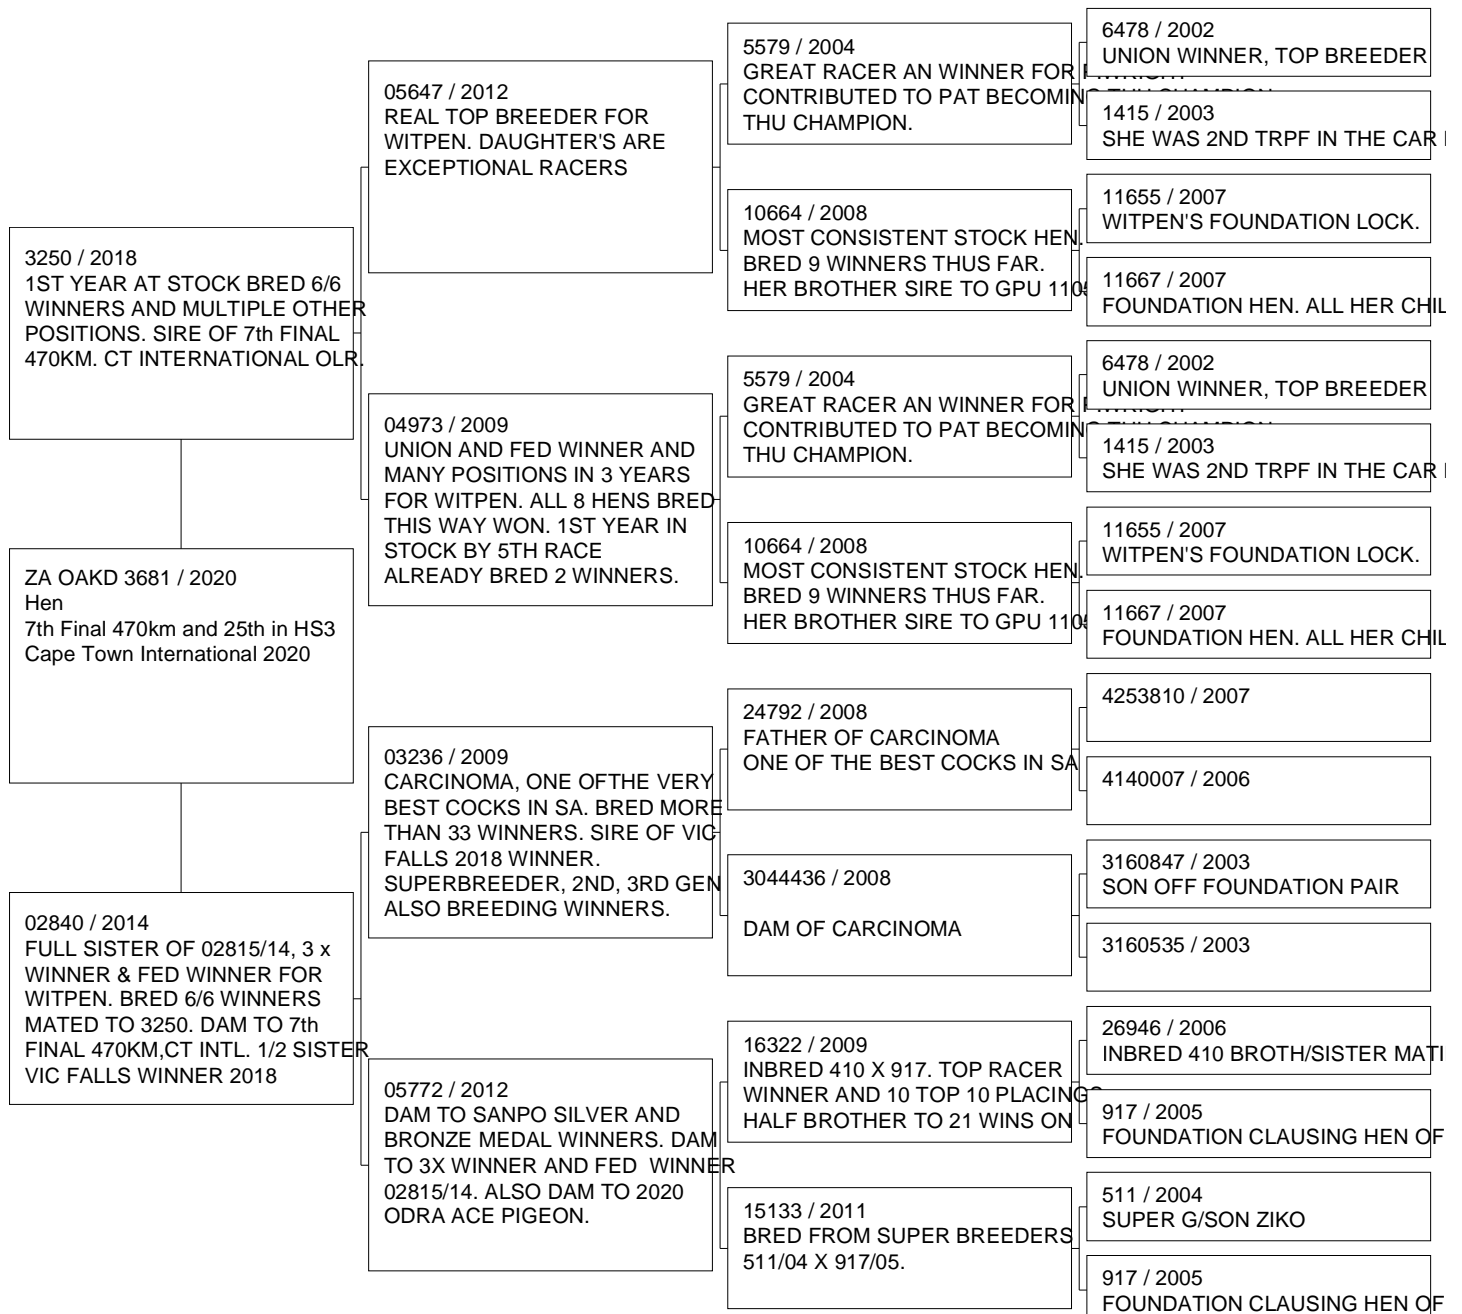 3250 / 2018
1ST YEAR AT STOCK BRED 6/6
WINNERS AND MULTIPLE OTHER
POSITIONS. SIRE OF 7th FINAL
470KM. CT INTERNATIONAL OLR.
ZA OAKD 3681 / 2020
Hen
7th Final 470km and 25th in HS3
Cape Town International 2020
02840 / 2014
FULL SISTER OF 02815/14, 3 x
WINNER & FED WINNER FOR
WITPEN. BRED 6/6 WINNERS
MATED TO 3250. DAM TO 7th
FINAL 470KM,CT INTL. 1/2 SISTER
VIC FALLS WINNER 2018
05647 / 2012
REAL TOP BREEDER FOR
WITPEN. DAUGHTER'S ARE
EXCEPTIONAL RACERS
04973 / 2009
UNION AND FED WINNER AND
MANY POSITIONS IN 3 YEARS
FOR WITPEN. ALL 8 HENS BRED
THIS WAY WON. 1ST YEAR IN
STOCK BY 5TH RACE
ALREADY BRED 2 WINNERS.
03236 / 2009
CARCINOMA, ONE OFTHE VERY
BEST COCKS IN SA. BRED MORE
THAN 33 WINNERS. SIRE OF VIC
FALLS 2018 WINNER.
SUPERBREEDER, 2ND, 3RD GEN
ALSO BREEDING WINNERS.
05772 / 2012
DAM TO SANPO SILVER AND
BRONZE MEDAL WINNERS. DAM
TO 3X WINNER AND FED WINNER
02815/14. ALSO DAM TO 2020
ODRA ACE PIGEON.
5579 / 2004
GREAT RACER AN WINNER FOR
CONTRIBUTED TO PAT BECOMING
THU CHAMPION.
10664 / 2008
MOST CONSISTENT STOCK HEN.
BRED 9 WINNERS THUS FAR.
HER BROTHER SIRE TO GPU
5579 / 2004
GREAT RACER AN WINNER FOR
CONTRIBUTED TO PAT BECOMING
THU CHAMPION.
10664 / 2008
MOST CONSISTENT STOCK HEN.
BRED 9 WINNERS THUS FAR.
HER BROTHER SIRE TO GPU
24792 / 2008
FATHER OF CARCINOMA
ONE OF THE BEST COCKS IN SA
3044436 / 2008
DAM OF CARCINOMA
16322 / 2009
INBRED 410 X 917. TOP RACER
WINNER AND 10 TOP 10 PLACINGS
HALF BROTHER TO 21 WINS ON
15133 / 2011
BRED FROM SUPER BREEDERS
511/04 X 917/05.
6478 / 2002
UNION WINNER, TOP BREEDER
1415 / 2003
SHE WAS 2ND TRPF IN THE CAR
11655 / 2007
WITPEN'S FOUNDATION LOCK.
11667 / 2007
FOUNDATION HEN. ALL HER
6478 / 2002
UNION WINNER, TOP BREEDER
1415 / 2003
SHE WAS 2ND TRPF IN THE CAR
11655 / 2007
WITPEN'S FOUNDATION LOCK.
11667 / 2007
FOUNDATION HEN. ALL HER
4253810 / 2007
4140007 / 2006
3160847 / 2003
SON OFF FOUNDATION PAIR
3160535 / 2003
26946 / 2006
INBRED 410 BROTH/SISTER
917 / 2005
FOUNDATION CLAUSING HEN OF
511 / 2004
SUPER G/SON ZIKO
917 / 2005
FOUNDATION CLAUSING HEN OF